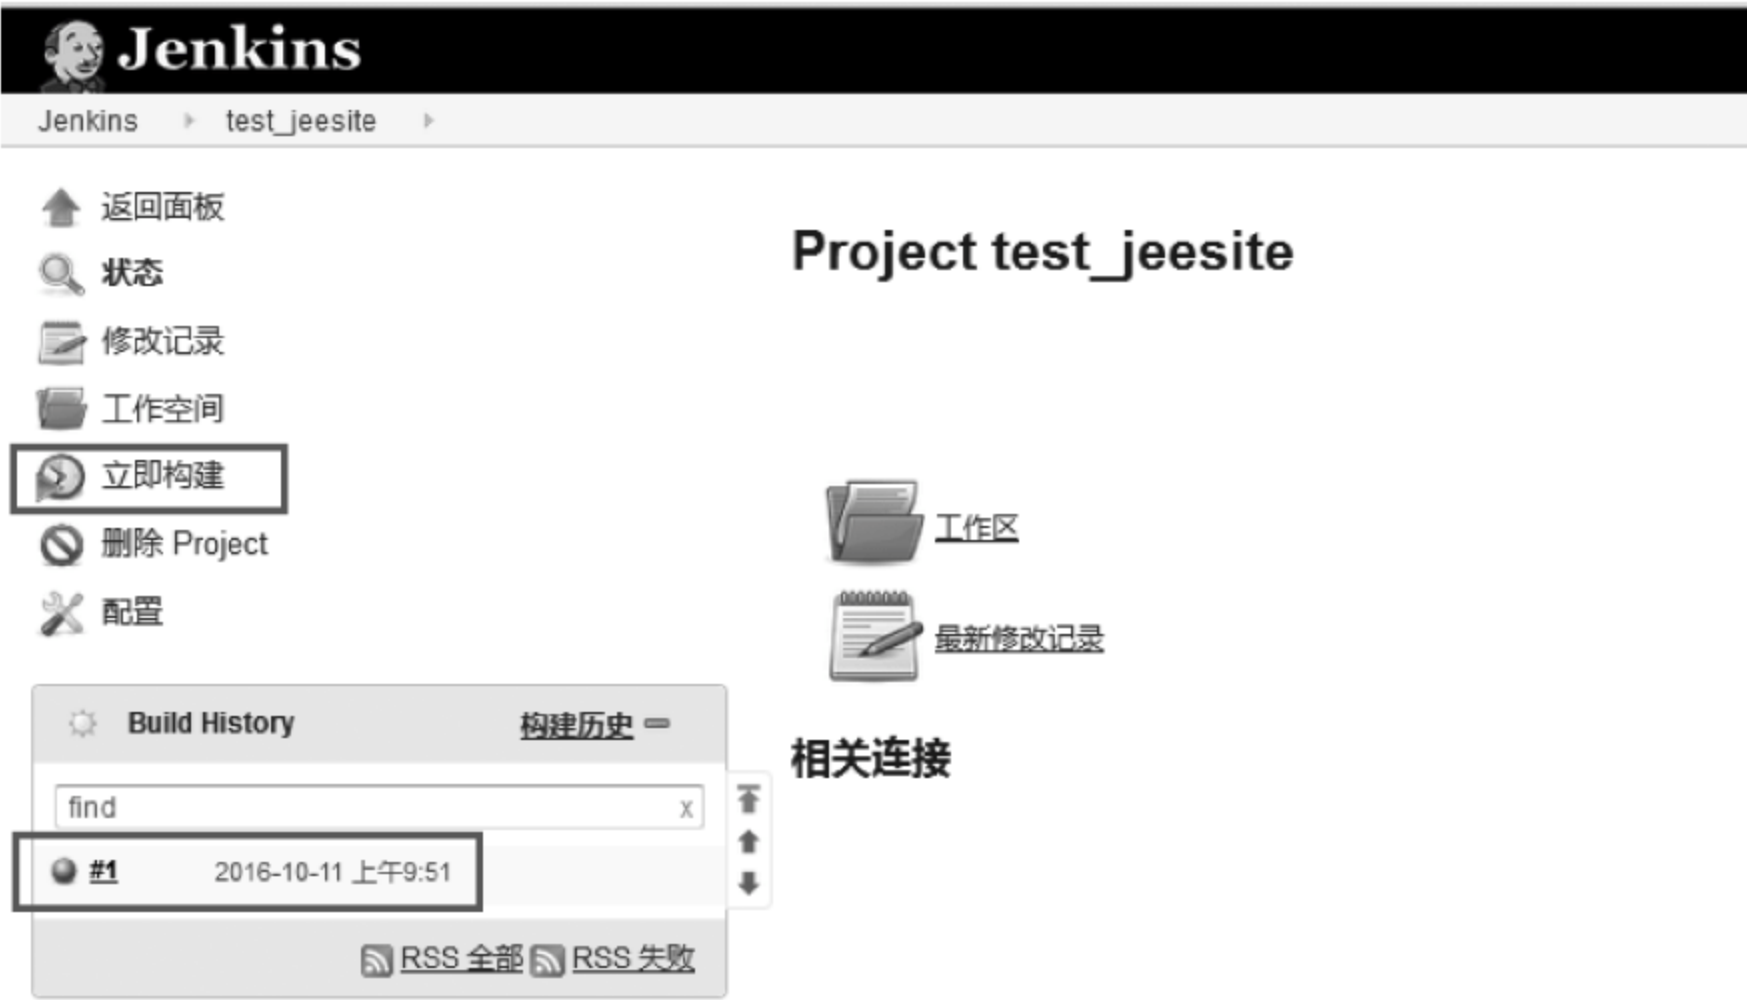 Jenkins
Jenkins test_jeesite
返回面板
状态
修改记录
工作空间
立即构建
删除 Project
配置
Project test_jeesite
工作区
最新修改记录
相关连接
Build History 构建历史
find x
#1 2016-10-11 上午9:51
RSS 全部 RSS 失败